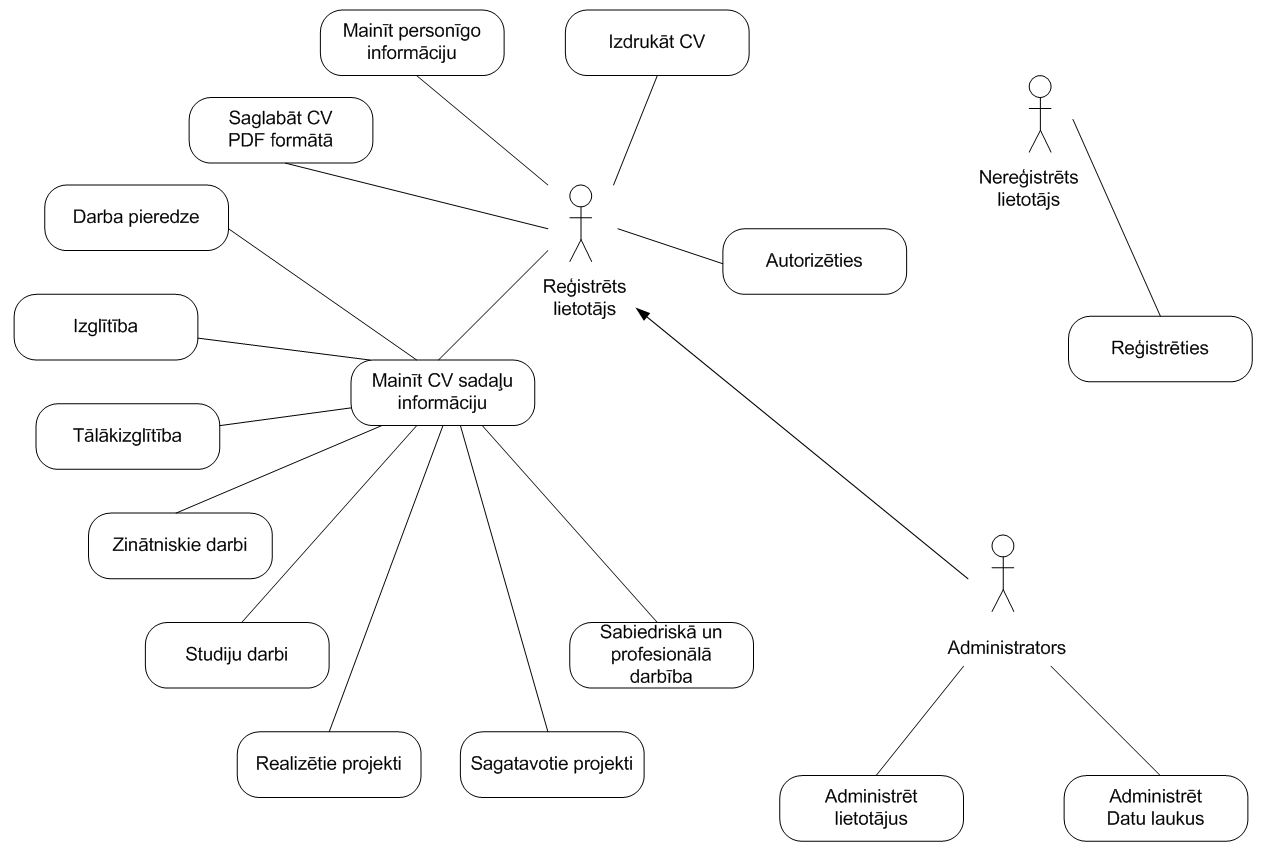 Mainīt personīgo
informāciju
Izdrukāt CV
Saglabāt CV
PDF formātā
Nereģistrēts
lietotājs
Darba pieredze
Autorizēties
Reģistrēts
lietotājs
Izglītība
Reģistrēties
Mainīt CV sadaļu
informāciju
Tālākizglītība
Zinātniskie darbi
Studiju darbi
Sabiedriskā un
profesionālā
darbība
Administrators
Realizētie projekti
Sagatavotie projekti
Administrēt
lietotājus
Administrēt
Datu laukus